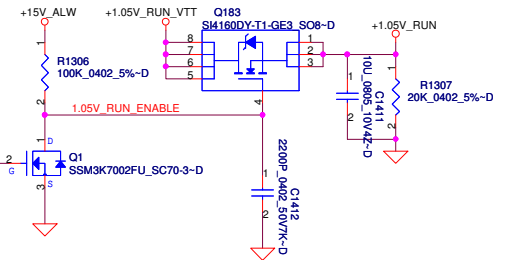 +15V_ALW
+1.05V_RUN_VTT
Q183
SI4160DY-T1-GE3_SO8~D
+1.05V_RUN
8
7
6
5
1
2
3
4
1
R1306
100K_0402_5%~D
2
1.05V_RUN_ENABLE
1
10U_0805_10V4Z~D
C1411
2
1
R1307
20K_0402_5%~D
2
1
D
2
G
Q1
SSM3K7002FU_SC70-3~D
3
S
1
2200P_0402_50V7K~D
C1412
2